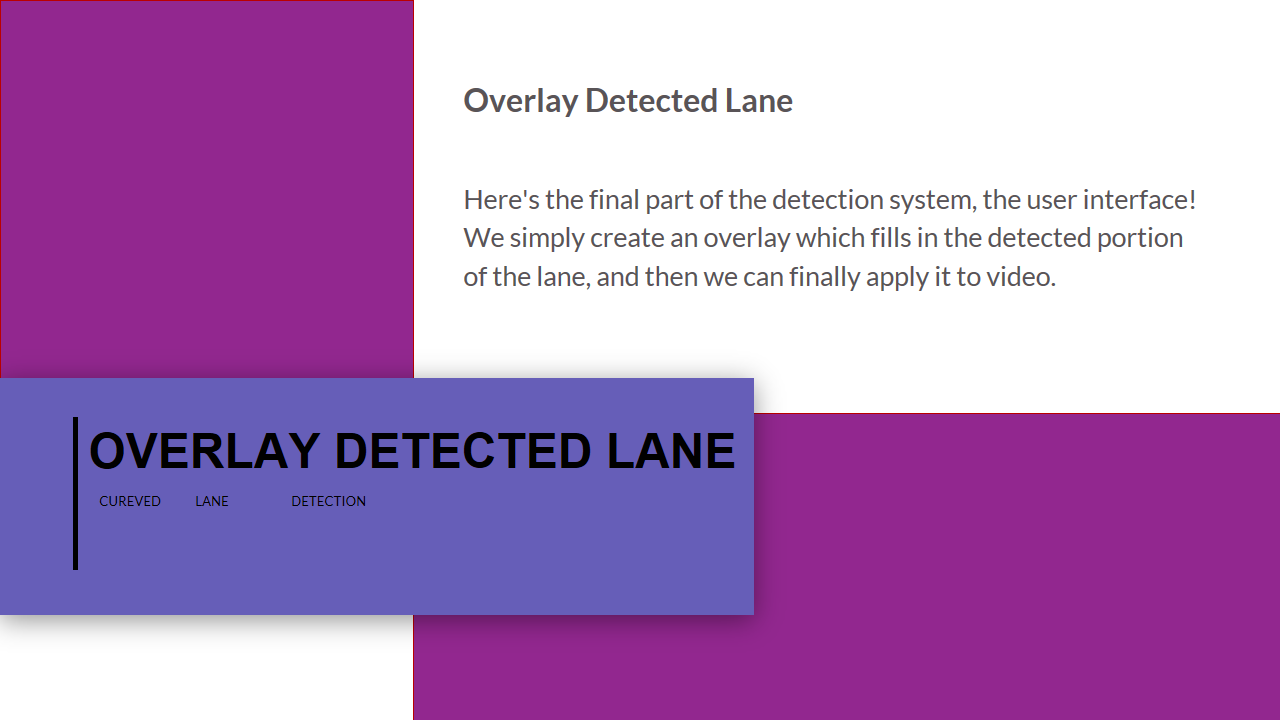 Overlay Detected Lane
Here's the final part of the detection system, the user interface!
We simply create an overlay which fills in the detected portion
of the lane, and then we can finally apply it to video.
OVERLAY DETECTED LANE
CUREVED LANE DETECTION